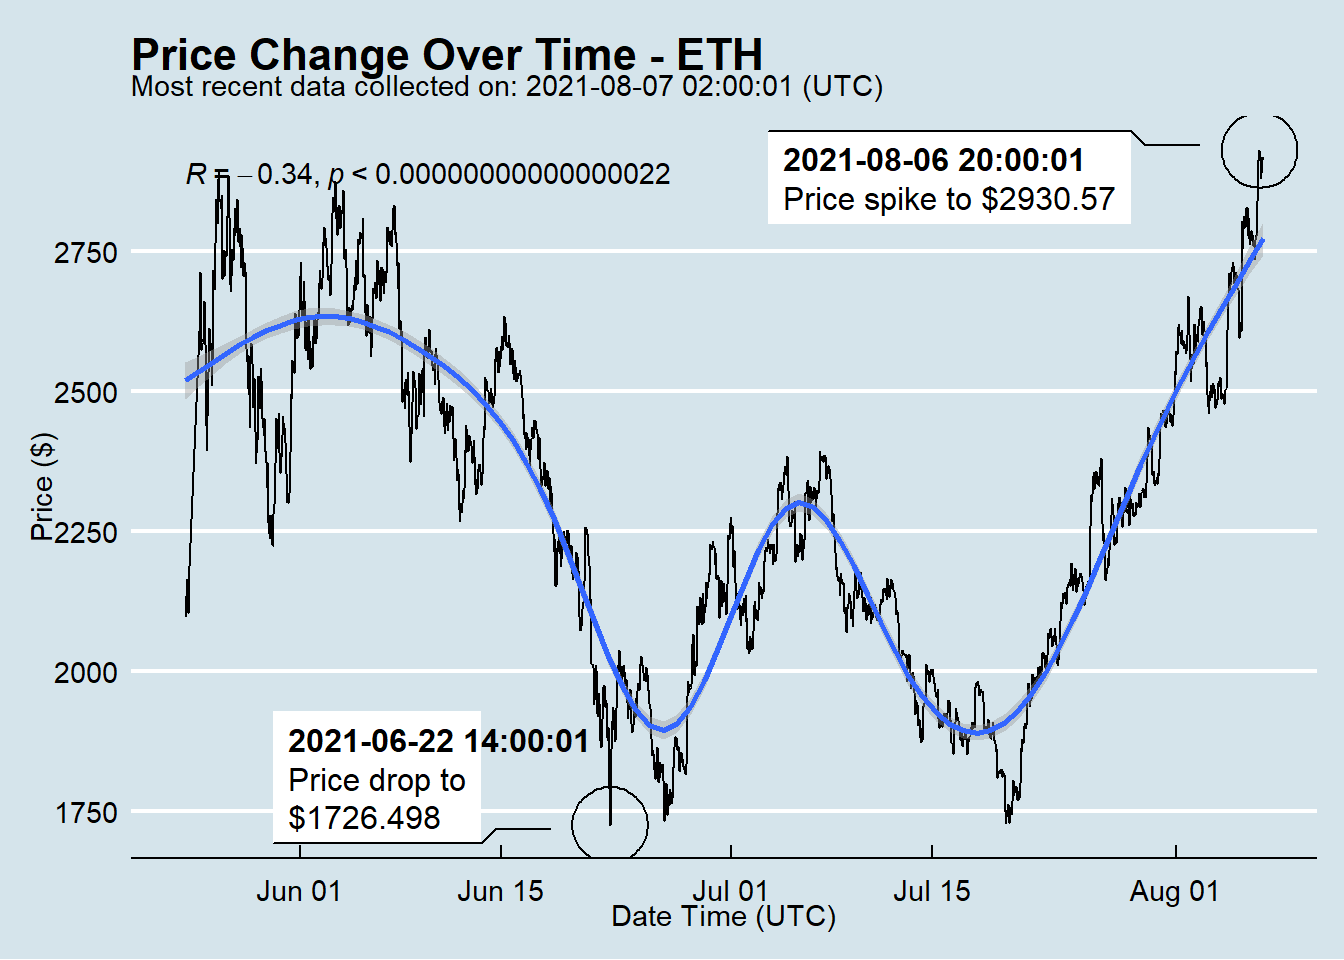 Price Change Over Time - ETH
Most recent data collected on: 2021-08-07 02:00:01 (UTC)
R = −0.34, p < 0.00000000000000022
2021-08-06 20:00:01
Price spike to $2930.57
2750
2500
2250
2000
1750
Price ($)
2021-06-22 14:00:01
Price drop to
$1726.498
Jun 01 Jun 15 Jul 01 Jul 15 Aug 01
Date Time (UTC)